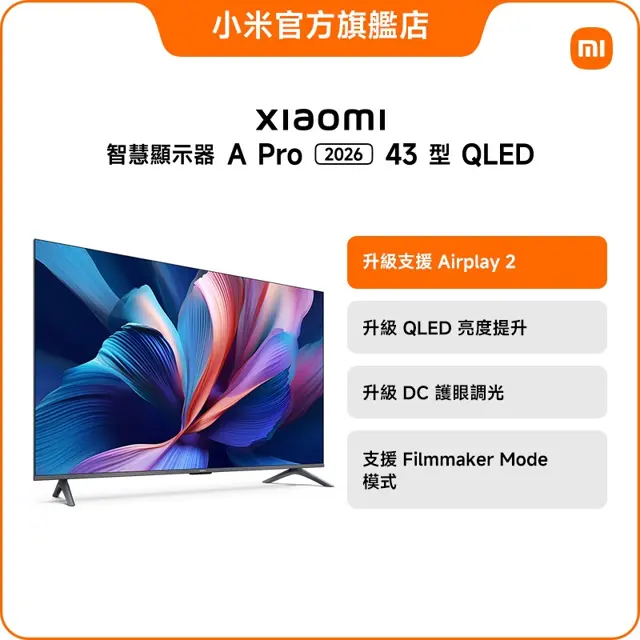 小米官方旗艦店
mi
xiaomi
智慧顯示器 A Pro 2026 43 型 QLED
升級支援 Airplay 2
升級 QLED 亮度提升
升級 DC 護眼調光
支援 Filmmaker Mode
模式